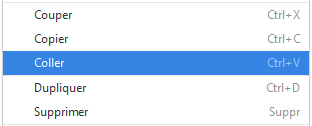 Couper Ctrl+X
Copier Ctrl+C
Coller Ctrl+V
Dupliquer Ctrl+D
Supprimer Suppr